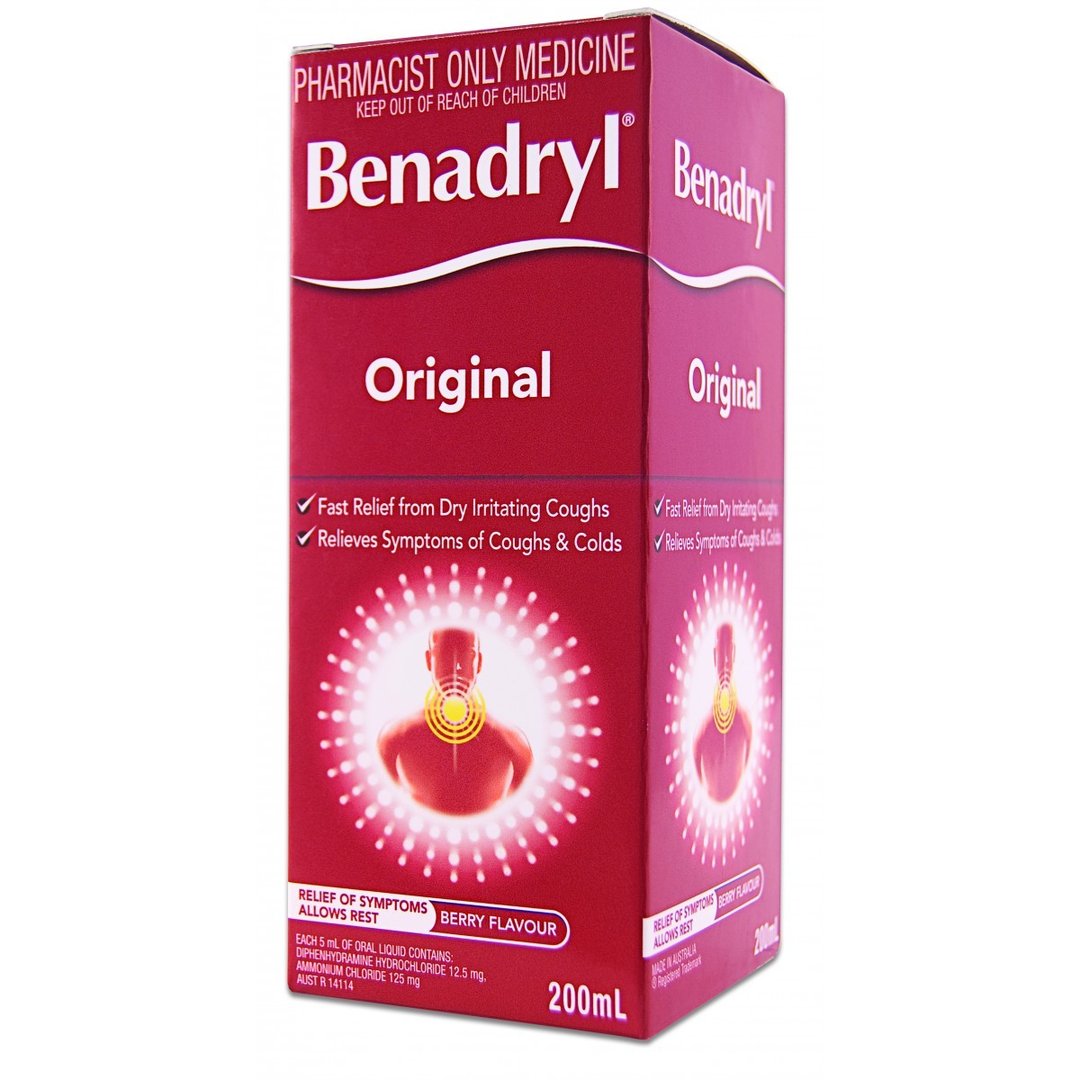 PHARMACIST ONLY MEDICINE
KEEP OUT OF REACH OF CHILDREN
Benadryl®
Original
Fast Relief from Dry Irritating Coughs
Relieves Symptoms of Coughs & Colds
RELIEF OF SYMPTOMS
ALLOWS REST
BERRY FLAVOUR
EACH 5 mL OF ORAL LIQUID CONTAINS:
DIPHENHYDRAMINE HYDROCHLORIDE 12.5 mg,
AMMONIUM CHLORIDE 125 mg
AUST R 14114
200mL
Benadryl
Original
Fast Relief from Dry Irritating Coughs
Relieves Symptoms of Coughs & Colds
RELIEF OF SYMPTOMS
ALLOWS REST
BERRY FLAVOUR
200mL
MADE IN AUSTRALIA
® Registered Trademark